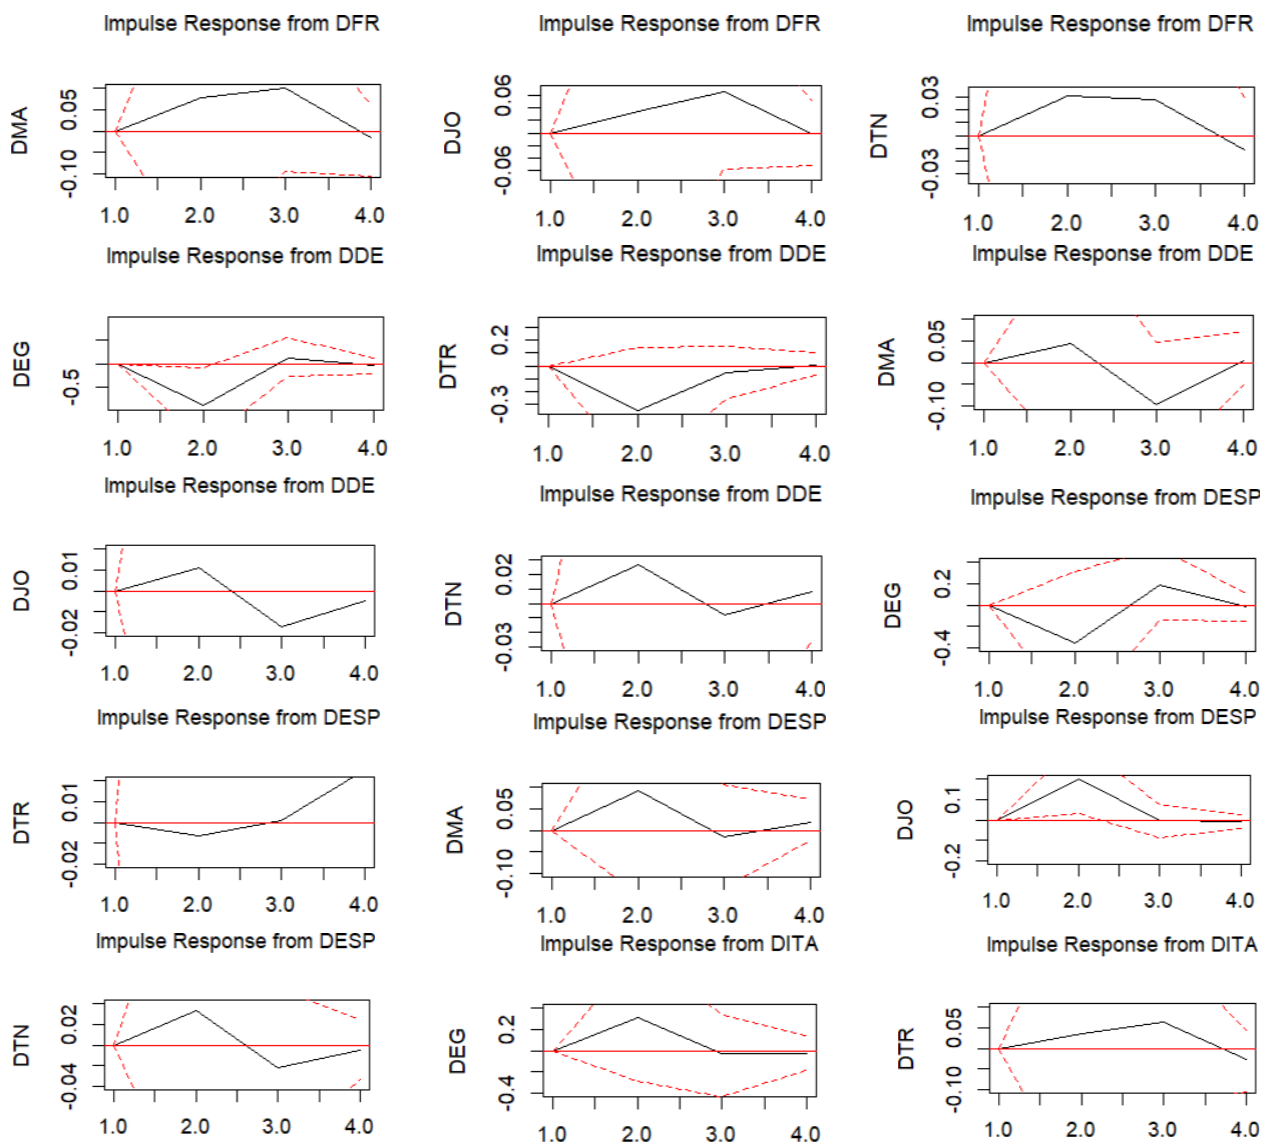 Impulse Response from DFR
Impulse Response from DFR
Impulse Response from DFR
DMA
0.05
-0.10
1.0 2.0 3.0 4.0
DJO
0.06
-0.06
1.0 2.0 3.0 4.0
DTN
0.03
-0.03
1.0 2.0 3.0 4.0
Impulse Response from DDE
Impulse Response from DDE
Impulse Response from DDE
DEG
-0.5
1.0 2.0 3.0 4.0
DTR
0.2
-0.3
1.0 2.0 3.0 4.0
DMA
0.05
-0.10
1.0 2.0 3.0 4.0
Impulse Response from DDE
Impulse Response from DDE
Impulse Response from DESP
DJO
0.01
-0.02
1.0 2.0 3.0 4.0
DTN
0.02
-0.03
1.0 2.0 3.0 4.0
DEG
0.2
-0.4
1.0 2.0 3.0 4.0
Impulse Response from DESP
Impulse Response from DESP
Impulse Response from DESP
DTR
0.01
-0.02
1.0 2.0 3.0 4.0
DMA
0.05
-0.10
1.0 2.0 3.0 4.0
DJO
0.1
-0.2
1.0 2.0 3.0 4.0
Impulse Response from DESP
Impulse Response from DITA
Impulse Response from DITA
DTN
0.02
-0.04
1.0 2.0 3.0 4.0
DEG
0.2
-0.4
1.0 2.0 3.0 4.0
DTR
0.05
-0.10
1.0 2.0 3.0 4.0